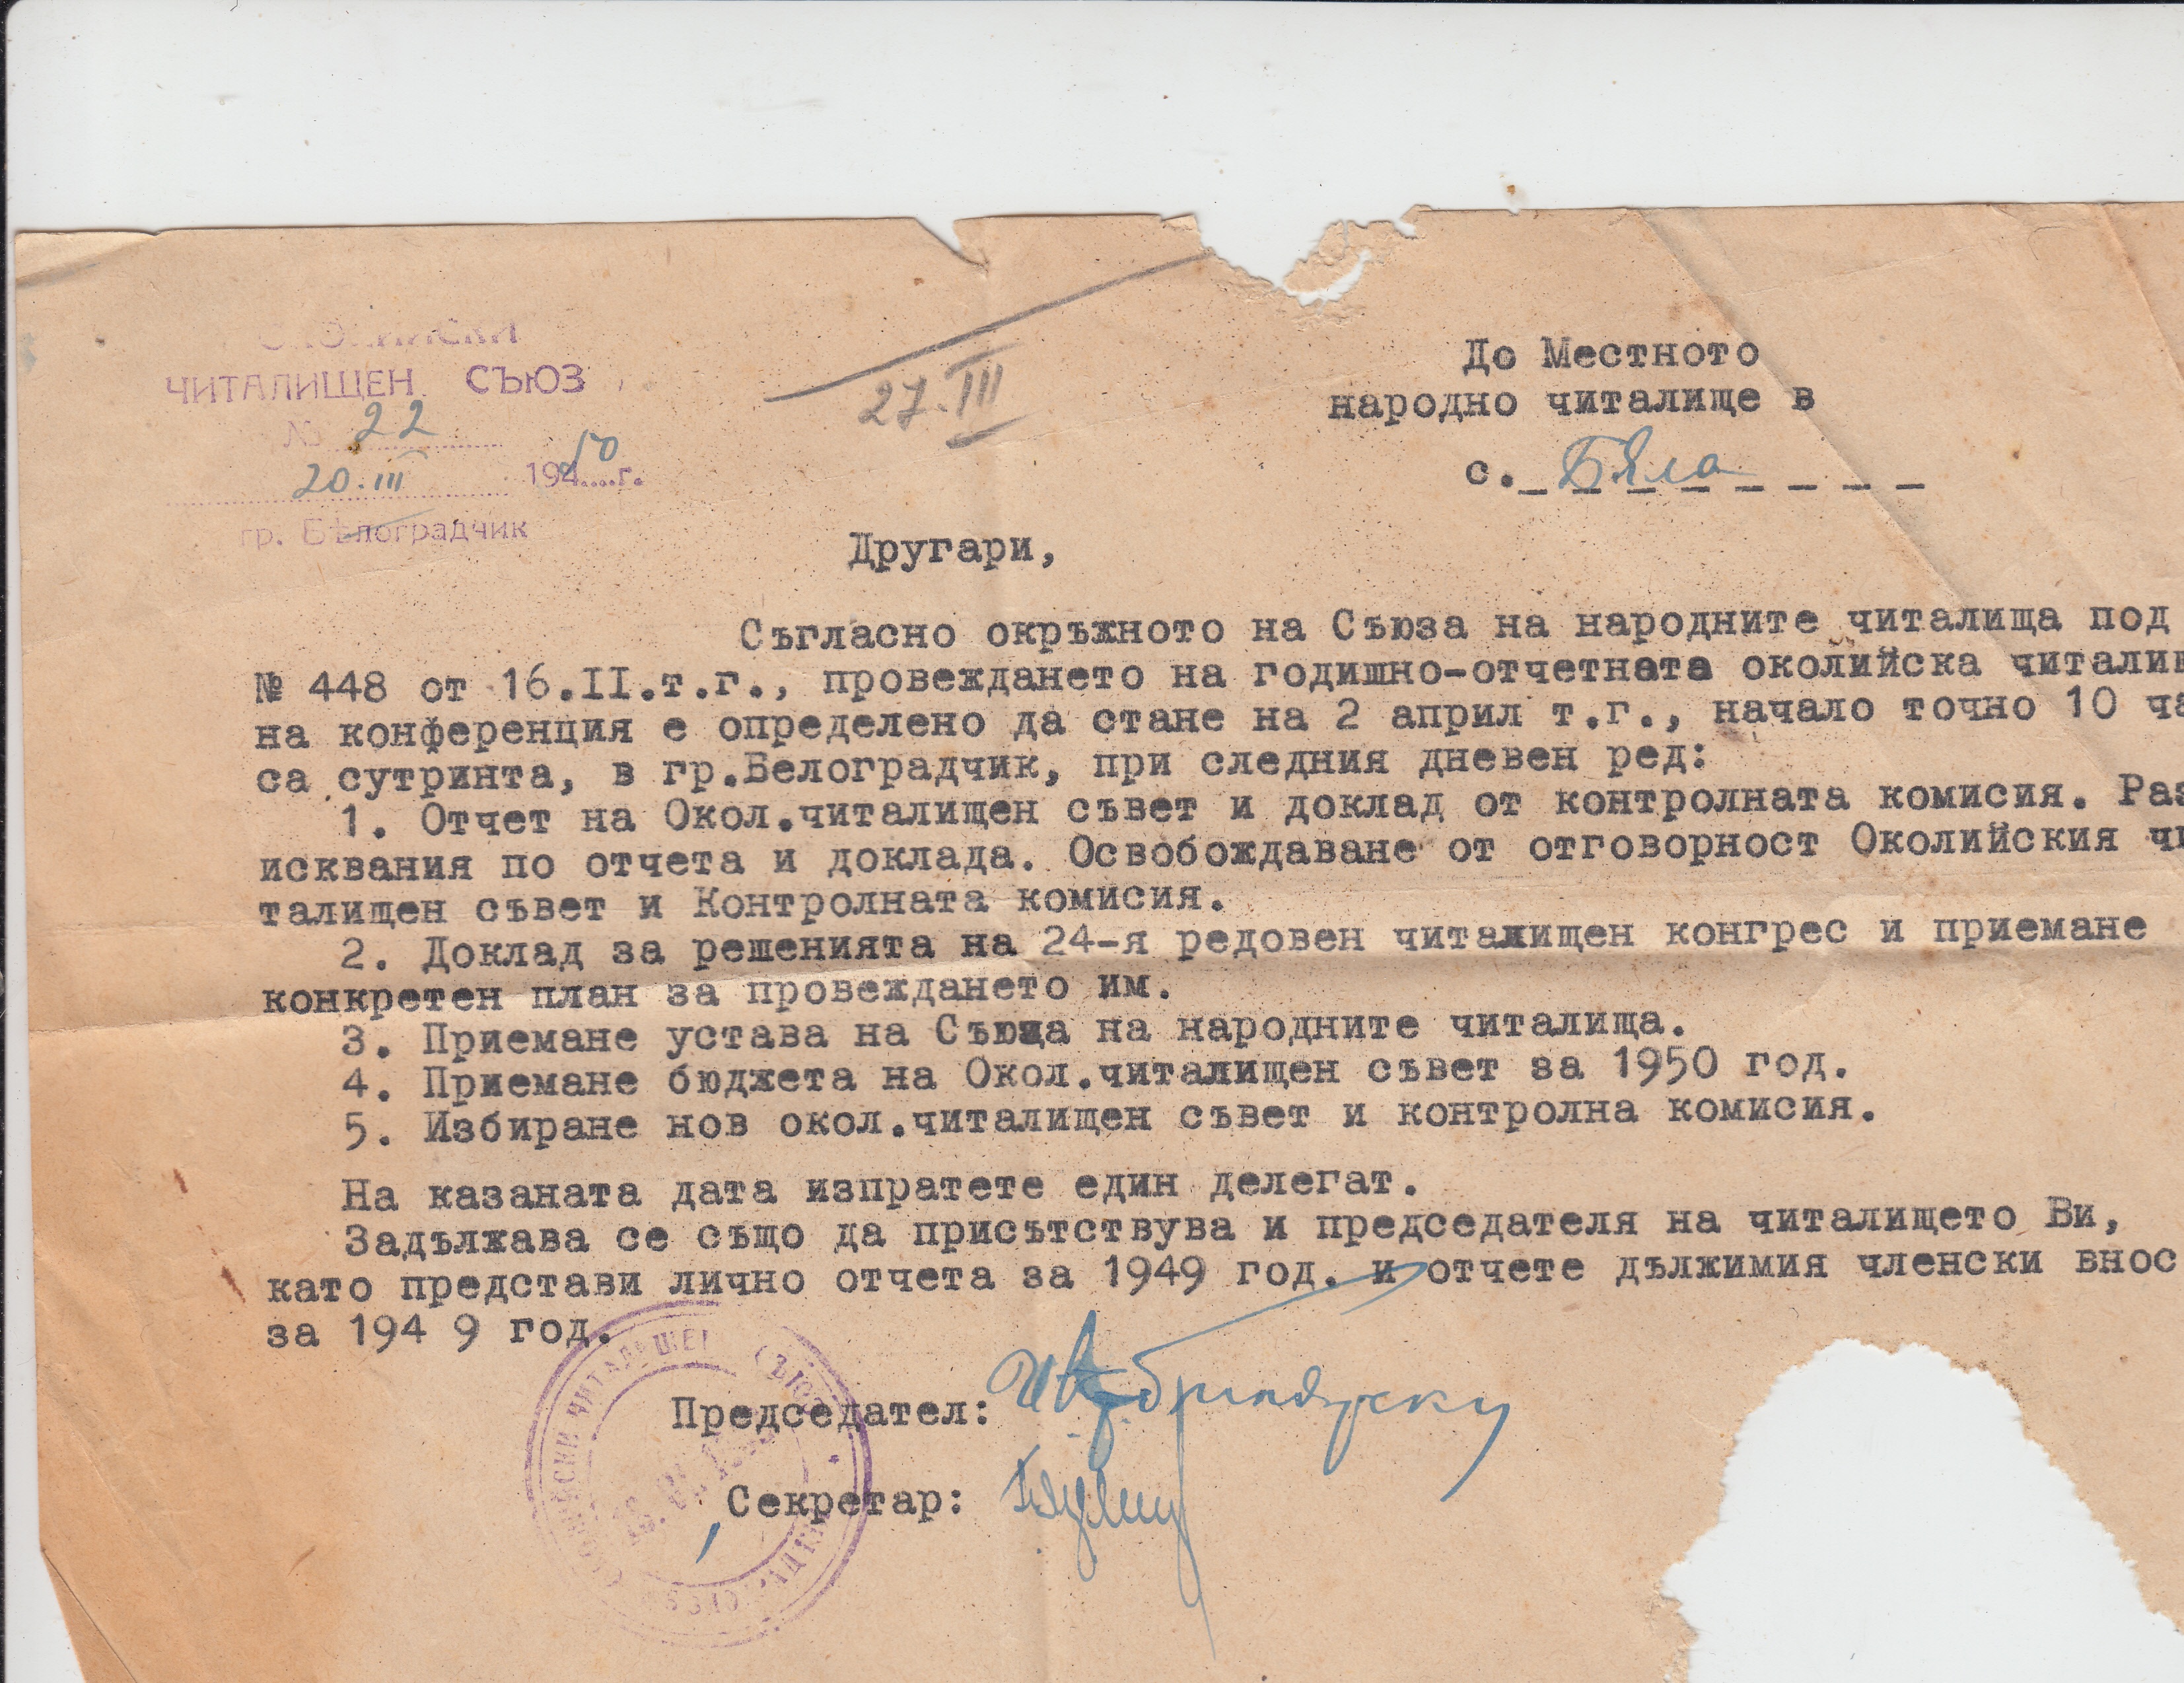 ОКОЛИЙСКИ
ЧИТАЛИЩЕН СЪЮЗ
№ 22
20.III 1950 г.
гр. Бѣлоградчик
27.III
До Местното
народно читалище в
с. Бяла
Другари,
Съгласно окръжното на Съюза на народните читалища под
№ 448 от 16.II.т.г., провеждането на годишно-отчетната околийска читалищ
на конференция е определено да стане на 2 април т.г., начало точно 10 ча
са сутринта, в гр.Белоградчик, при следния дневен ред:
1. Отчет на Окол.читалищен съвет и доклад от контролната комисия. Раз
исквания по отчета и доклада. Освобождаване от отговорност Околийския чи
талищен съвет и Контролната комисия.
2. Доклад за решенията на 24-я редовен читалищен конгрес и приемане
конкретен план за провеждането им.
3. Приемане устава на Съюза на народните читалища.
4. Приемане бюджета на Окол.читалищен съвет за 1950 год.
5. Избиране нов окол.читалищен съвет и контролна комисия.
На казаната дата изпратете един делегат.
Задължава се също да присътствува и председателя на читалището Ви,
като представи лично отчета за 1949 год. и отчете дължимия членски внос
за 194 9 год.
Председател:
Секретар: